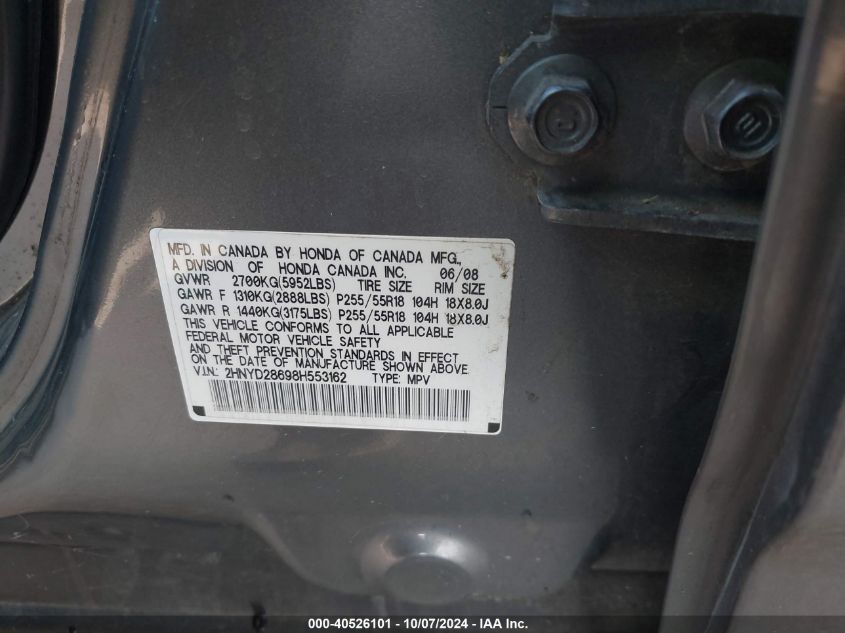 MFD. IN CANADA BY HONDA OF CANADA MFG.,
A DIVISION OF HONDA CANADA INC. 06/08
GVWR 2700KG(5952LBS) TIRE SIZE RIM SIZE
GAWR F 1310KG(2888LBS) P255/55R18 104H 18X8.0J
GAWR R 1440KG(3175LBS) P255/55R18 104H 18X8.0J
THIS VEHICLE CONFORMS TO ALL APPLICABLE
FEDERAL MOTOR VEHICLE SAFETY
AND THEFT PREVENTION STANDARDS IN EFFECT
ON THE DATE OF MANUFACTURE SHOWN ABOVE.
V.I.N.: 2HNYD28698H553162 TYPE: MPV
000-40526101 - 10/07/2024 - IAA Inc.